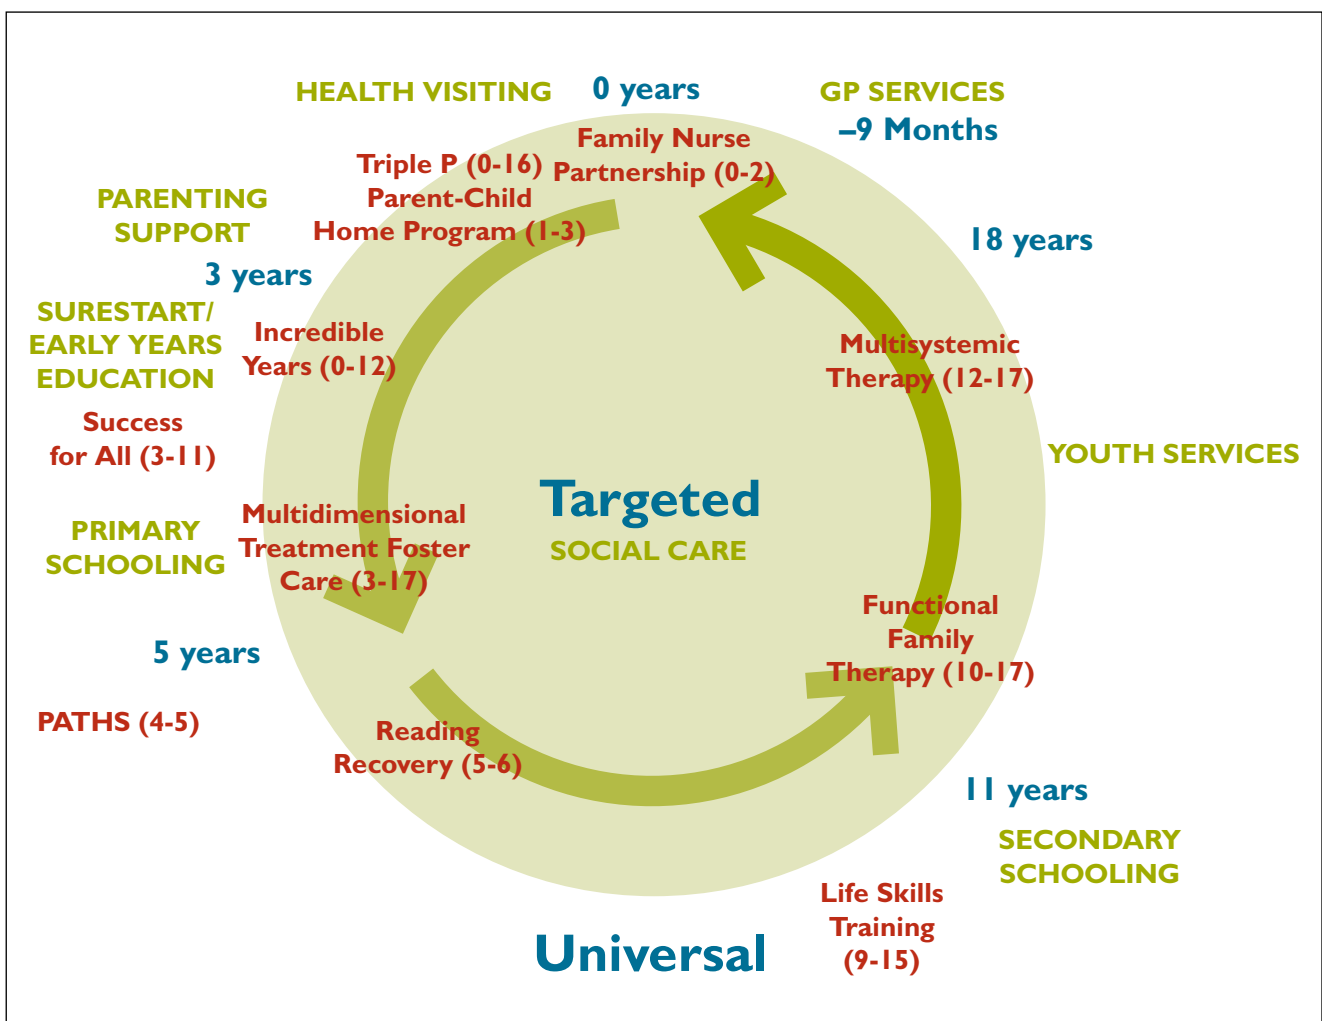 HEALTH VISITING
0 years
GP SERVICES
–9 Months
Family Nurse
Partnership (0-2)
Triple P (0-16)
Parent-Child
Home Program (1-3)
PARENTING
SUPPORT
3 years
18 years
SURESTART/
EARLY YEARS
EDUCATION
Incredible
Years (0-12)
Multisystemic
Therapy (12-17)
Success
for All (3-11)
YOUTH SERVICES
Targeted
SOCIAL CARE
PRIMARY
SCHOOLING
Multidimensional
Treatment Foster
Care (3-17)
Functional
Family
Therapy (10-17)
5 years
PATHS (4-5)
Reading
Recovery (5-6)
11 years
SECONDARY
SCHOOLING
Life Skills
Training
(9-15)
Universal